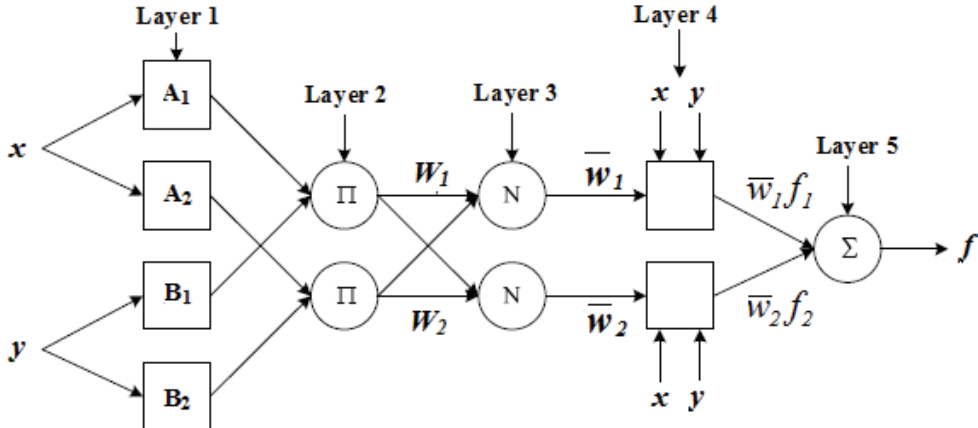 Layer 1
Layer 4
A₁
Layer 2
Layer 3
x y
x
W₁
w̅₁
Layer 5
A₂
Π
N
w̅₁f₁
Σ
f
B₁
Π
N
w̅₂f₂
y
W₂
w̅₂
B₂
x y